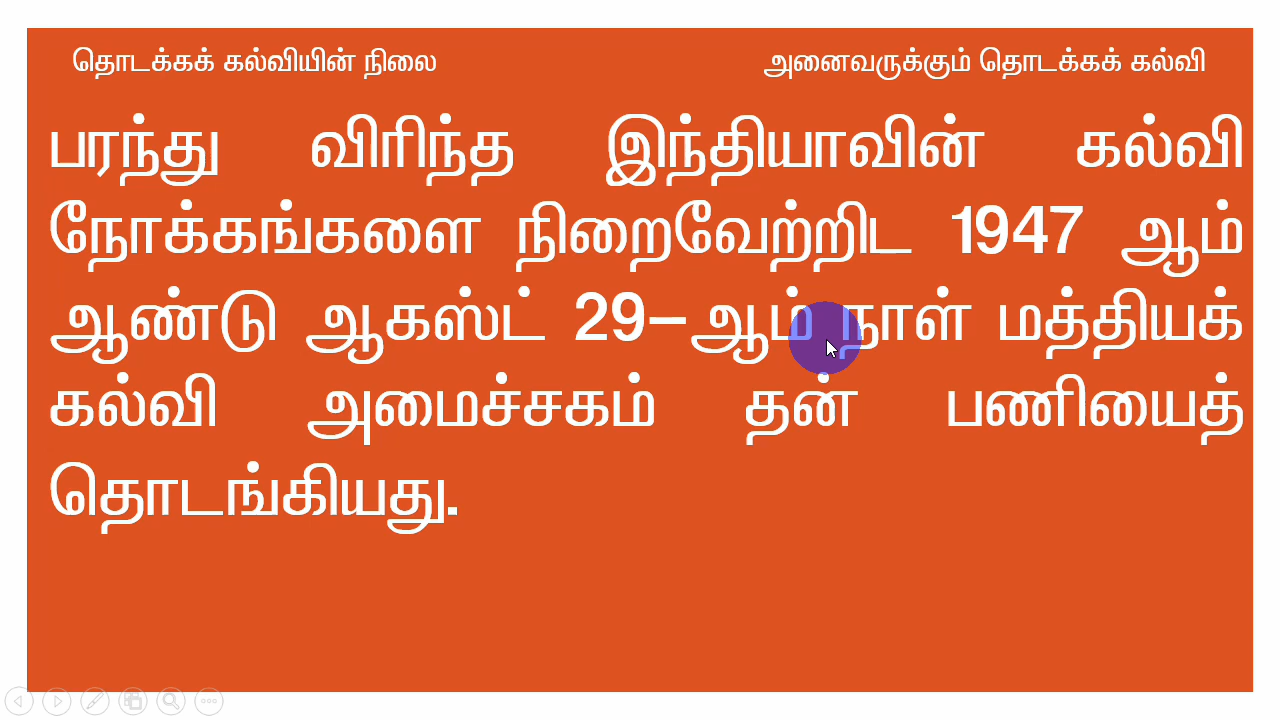 தொடக்கக் கல்வியின் நிலை
அனைவருக்கும் தொடக்கக் கல்வி
பரந்து விரிந்த இந்தியாவின் கல்வி
நோக்கங்களை நிறைவேற்றிட 1947 ஆம்
ஆண்டு ஆகஸ்ட் 29–ஆம் நாள் மத்தியக்
கல்வி அமைச்சகம் தன் பணியைத்
தொடங்கியது.